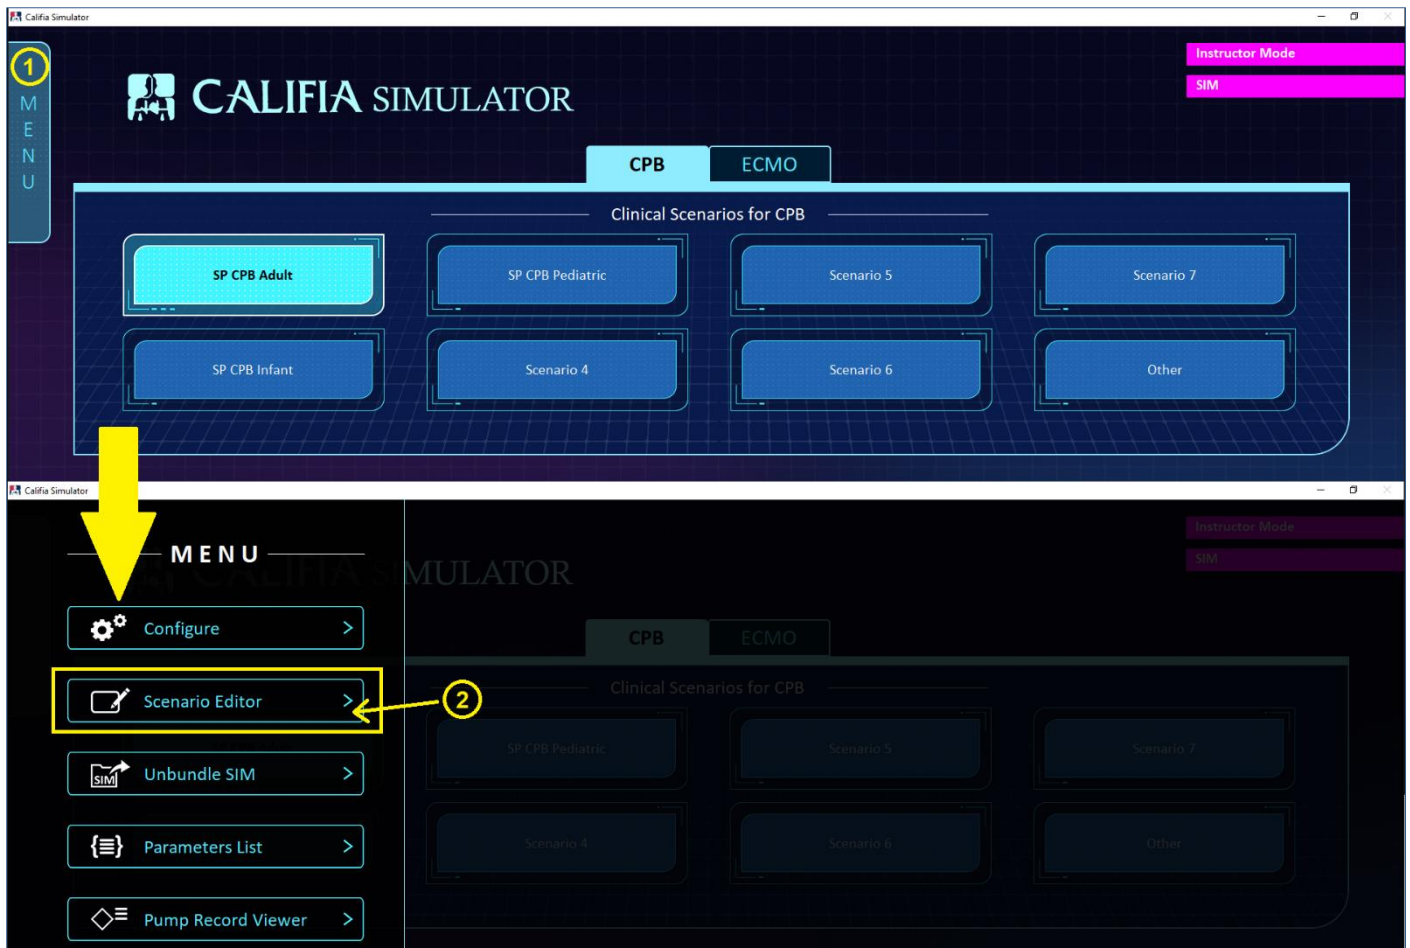 Califia Simulator
1
MENU
CALIFIA SIMULATOR
Instructor Mode
SIM
CPB ECMO
Clinical Scenarios for CPB
SP CPB Adult SP CPB Pediatric Scenario 5 Scenario 7
SP CPB Infant Scenario 4 Scenario 6 Other
Califia Simulator
MENU
Configure
Scenario Editor
2
Unbundle SIM
SIM
Parameters List
Pump Record Viewer
CALIFIA SIMULATOR
Instructor Mode
SIM
CPB ECMO
Clinical Scenarios for CPB
SP CPB Pediatric Scenario 5 Scenario 7
Scenario 4 Scenario 6 Other